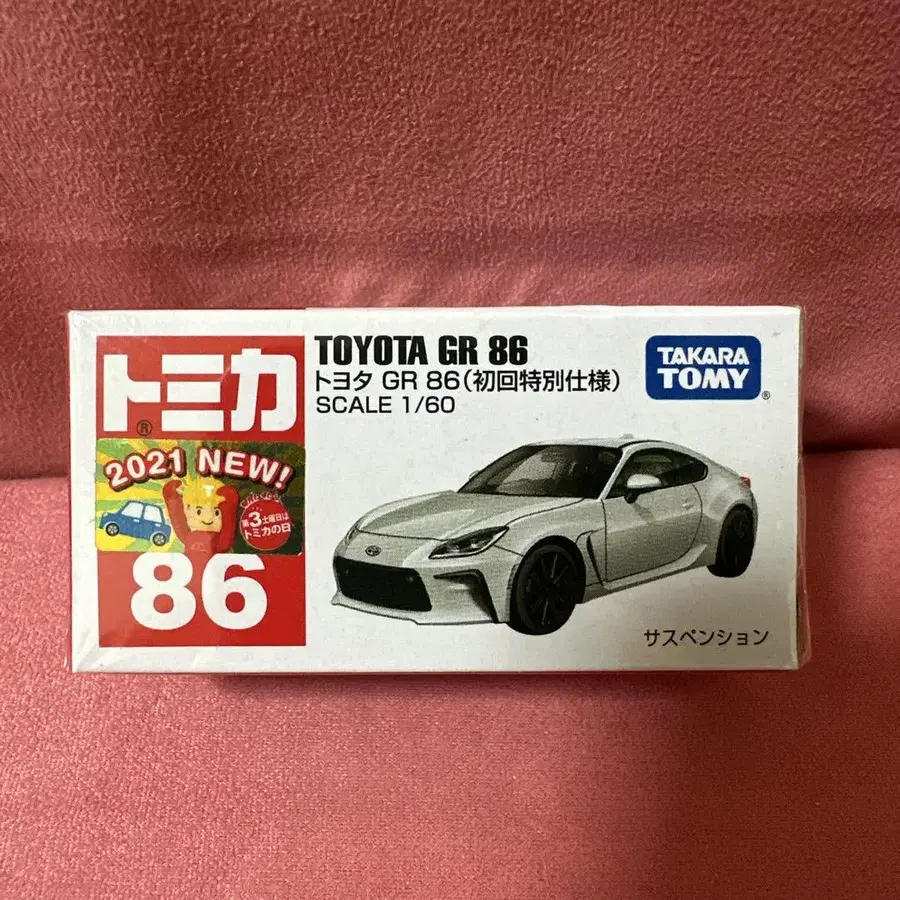 トミカ
®
2021 NEW!
第3土曜日は
トミカの日
86
TOYOTA GR 86
トヨタ GR 86(初回特別仕様)
SCALE 1/60
TAKARA
TOMY
®
サスペンション